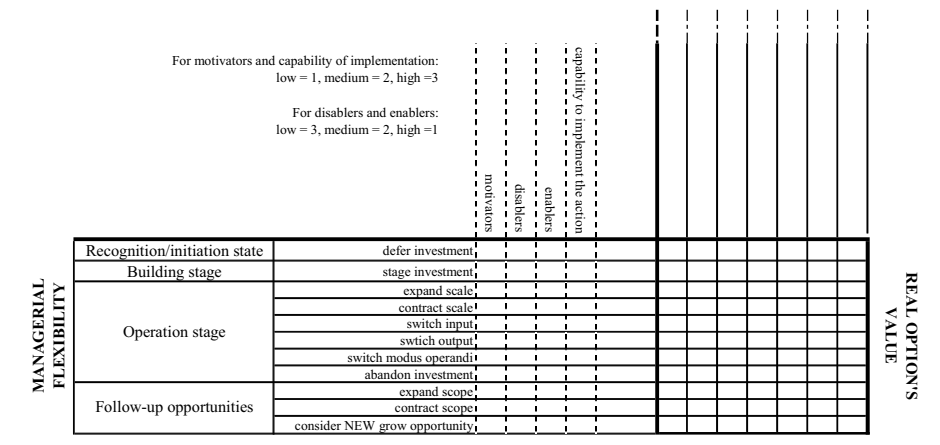 For motivators and capability of implementation:
low = 1, medium = 2, high =3
For disablers and enablers:
low = 3, medium = 2, high =1
motivators
disablers
enablers
capability to implement the action
MANAGERIAL
FLEXIBILITY
Recognition/initiation state
defer investment
Building stage
stage investment
Operation stage
expand scale
contract scale
switch input
swtich output
switch modus operandi
abandon investment
Follow-up opportunities
expand scope
contract scope
consider NEW grow opportunity
REAL OPTION'S
VALUE